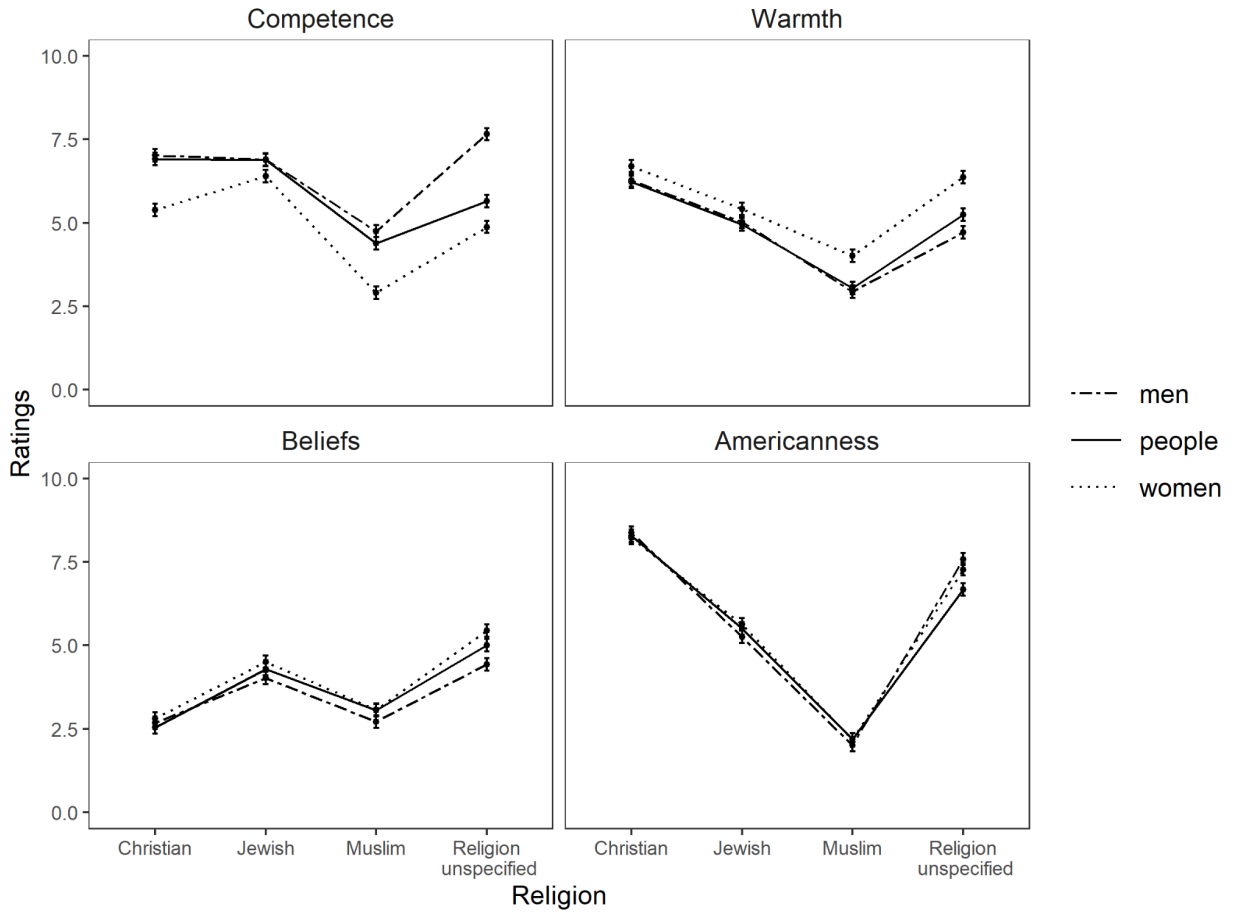 Competence
Warmth
10.0
7.5
5.0
2.5
0.0
Beliefs
Americanness
10.0
7.5
5.0
2.5
0.0
Ratings
Christian
Jewish
Muslim
Religion
unspecified
Christian
Jewish
Muslim
Religion
unspecified
Religion
men
people
women